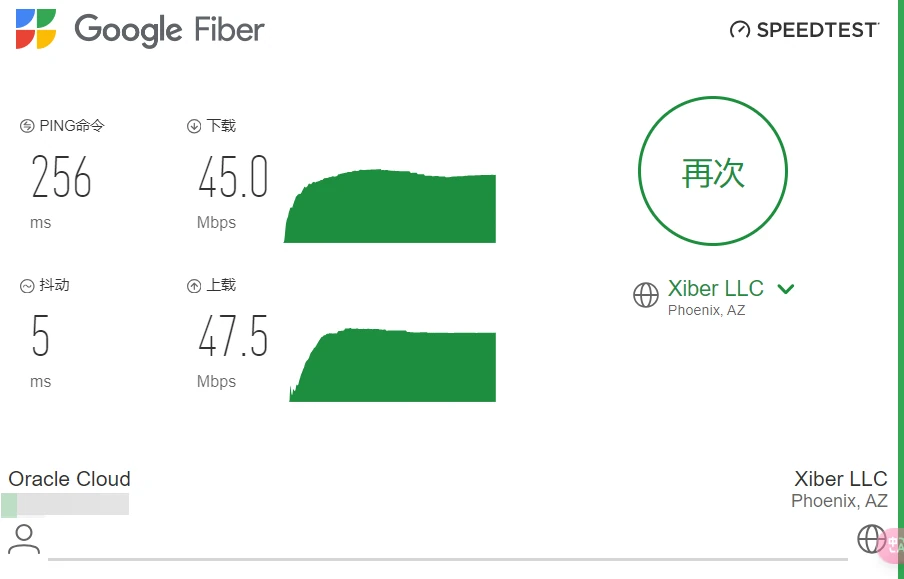 Google Fiber
SPEEDTEST
PING命令
256
ms
下载
45.0
Mbps
再次
抖动
5
ms
上载
47.5
Mbps
Xiber LLC
Phoenix, AZ
Oracle Cloud
Xiber LLC
Phoenix, AZ